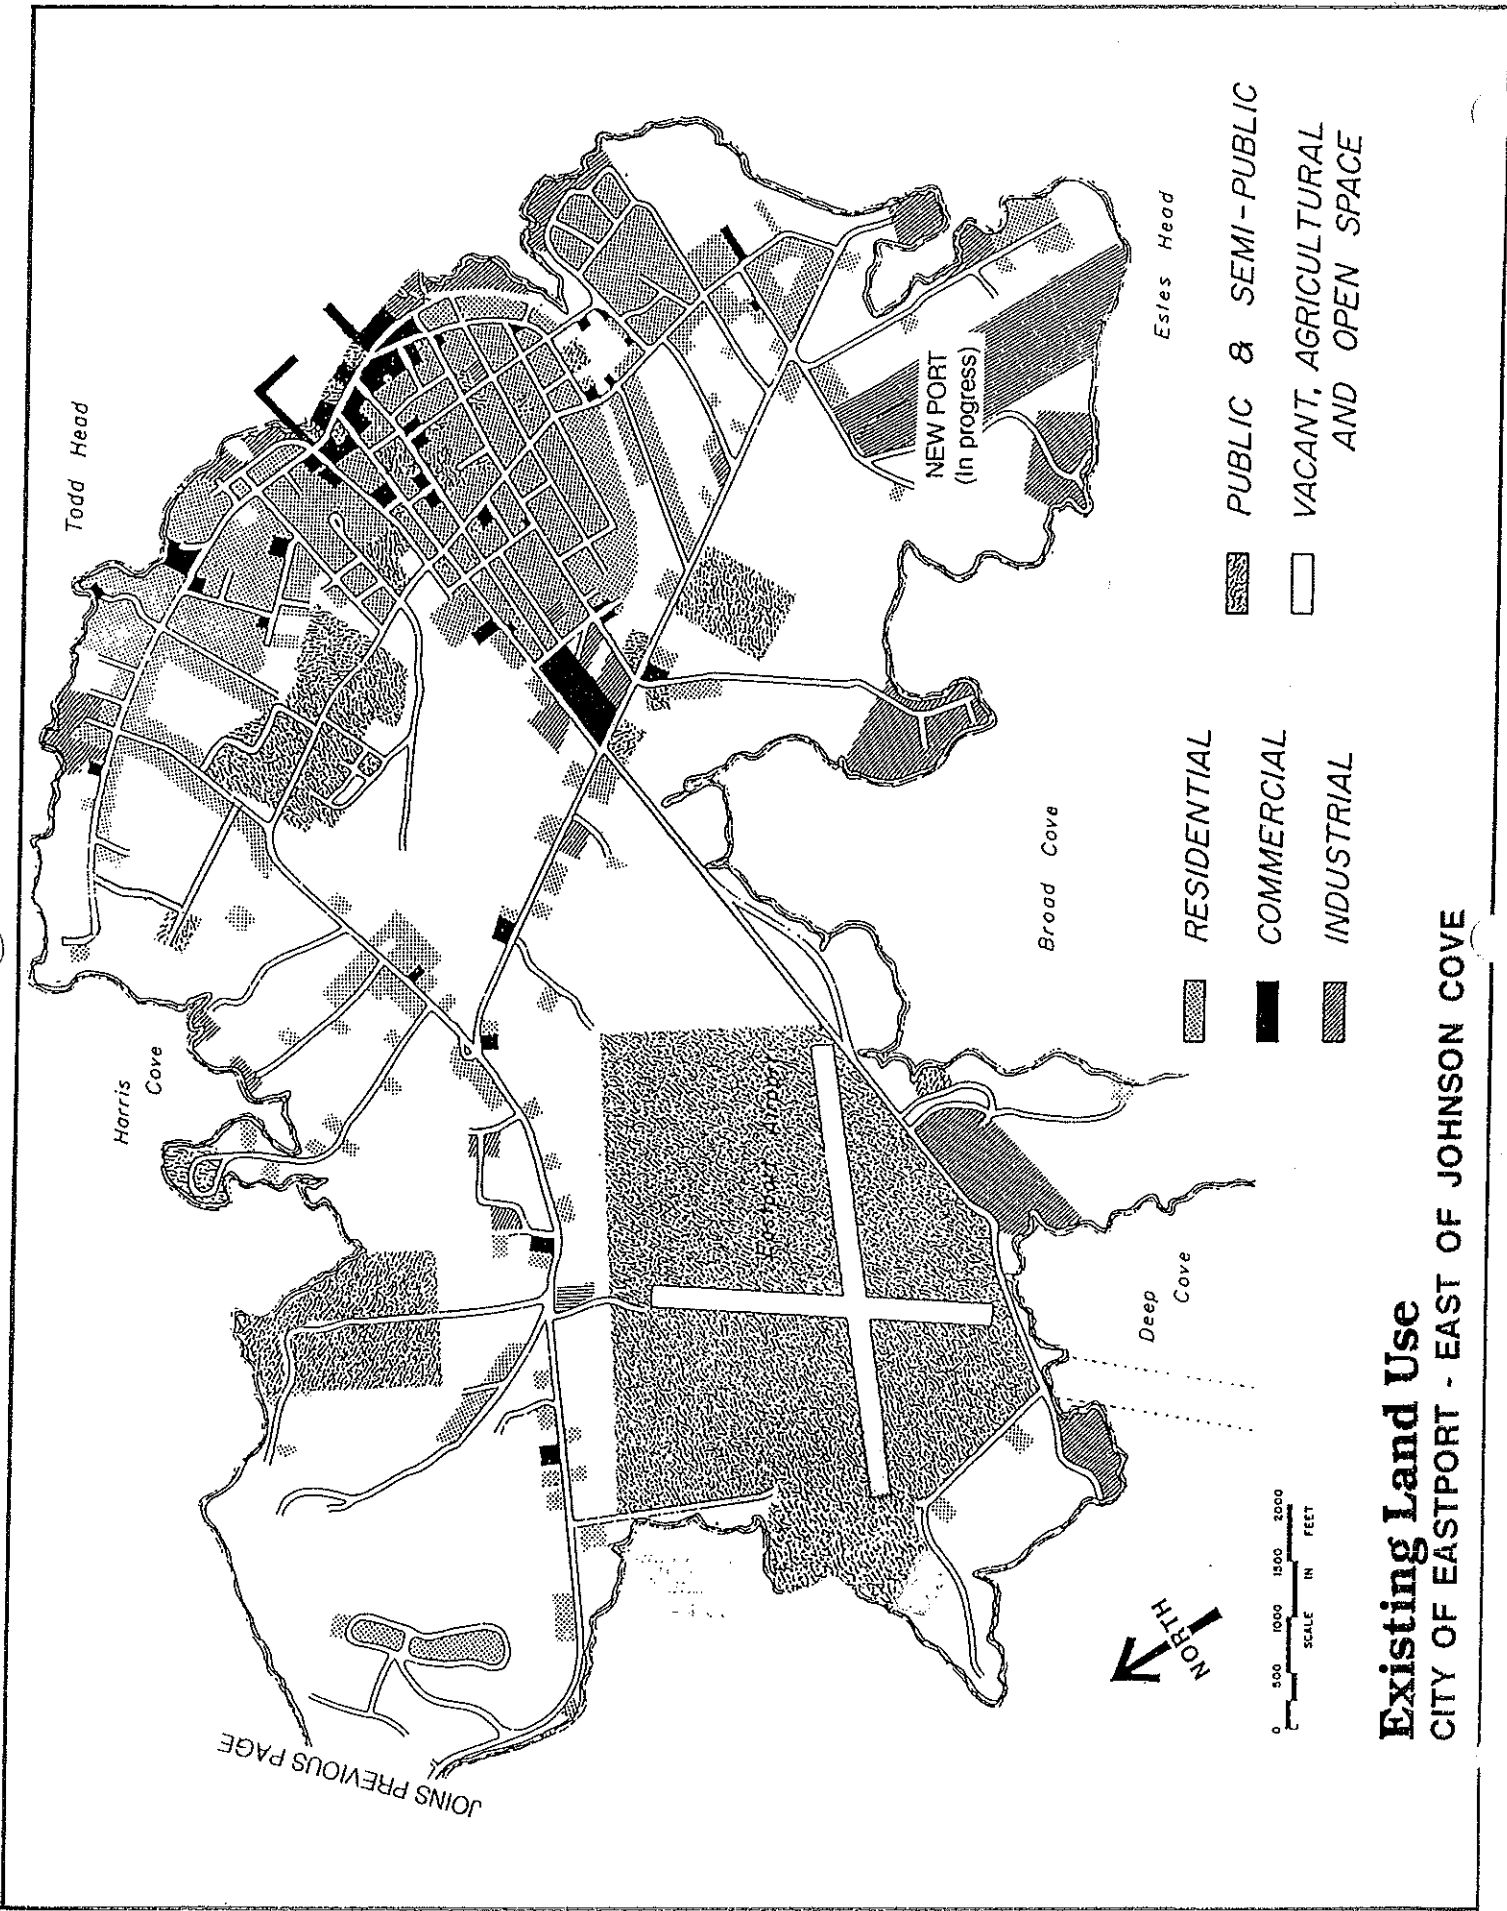 Todd Head
Harris
Cove
Estes Head
NEW PORT
(In progress)
Broad Cove
Eastport Airport
Deep
Cove
JOINS PREVIOUS PAGE
RESIDENTIAL
COMMERCIAL
INDUSTRIAL
PUBLIC & SEMI-PUBLIC
VACANT, AGRICULTURAL
AND OPEN SPACE
NORTH
0 500 1000 1500 2000
SCALE IN FEET
Existing Land Use
CITY OF EASTPORT - EAST OF JOHNSON COVE